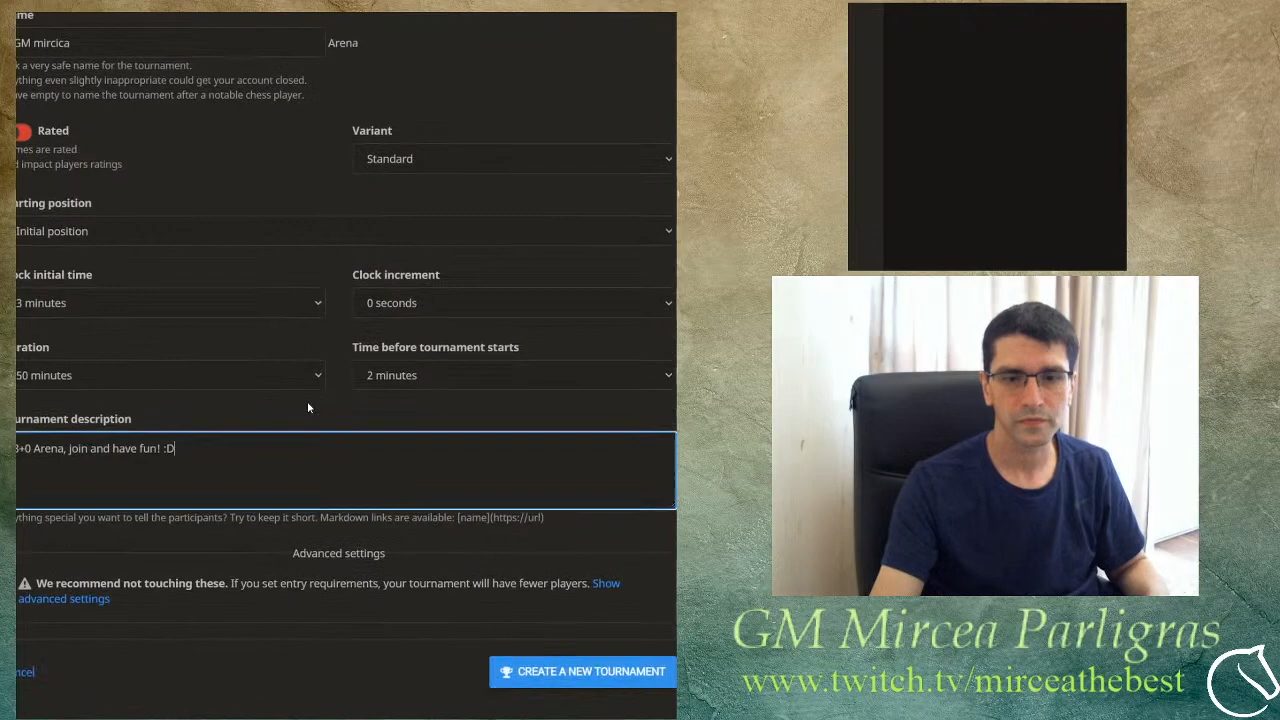 me
GM mircica
Arena
k a very safe name for the tournament.
ything even slightly inappropriate could get your account closed.
ve empty to name the tournament after a notable chess player.
Rated
mes are rated
d impact players ratings
Variant
Standard
rting position
Initial position
ock initial time
3 minutes
Clock increment
0 seconds
ration
50 minutes
Time before tournament starts
2 minutes
urnament description
3+0 Arena, join and have fun! :D
ything special you want to tell the participants? Try to keep it short. Markdown links are available: [name](https://url)
Advanced settings
We recommend not touching these. If you set entry requirements, your tournament will have fewer players. Show
advanced settings
ncel
CREATE A NEW TOURNAMENT
GM Mircea Parligras
www.twitch.tv/mirceathebest